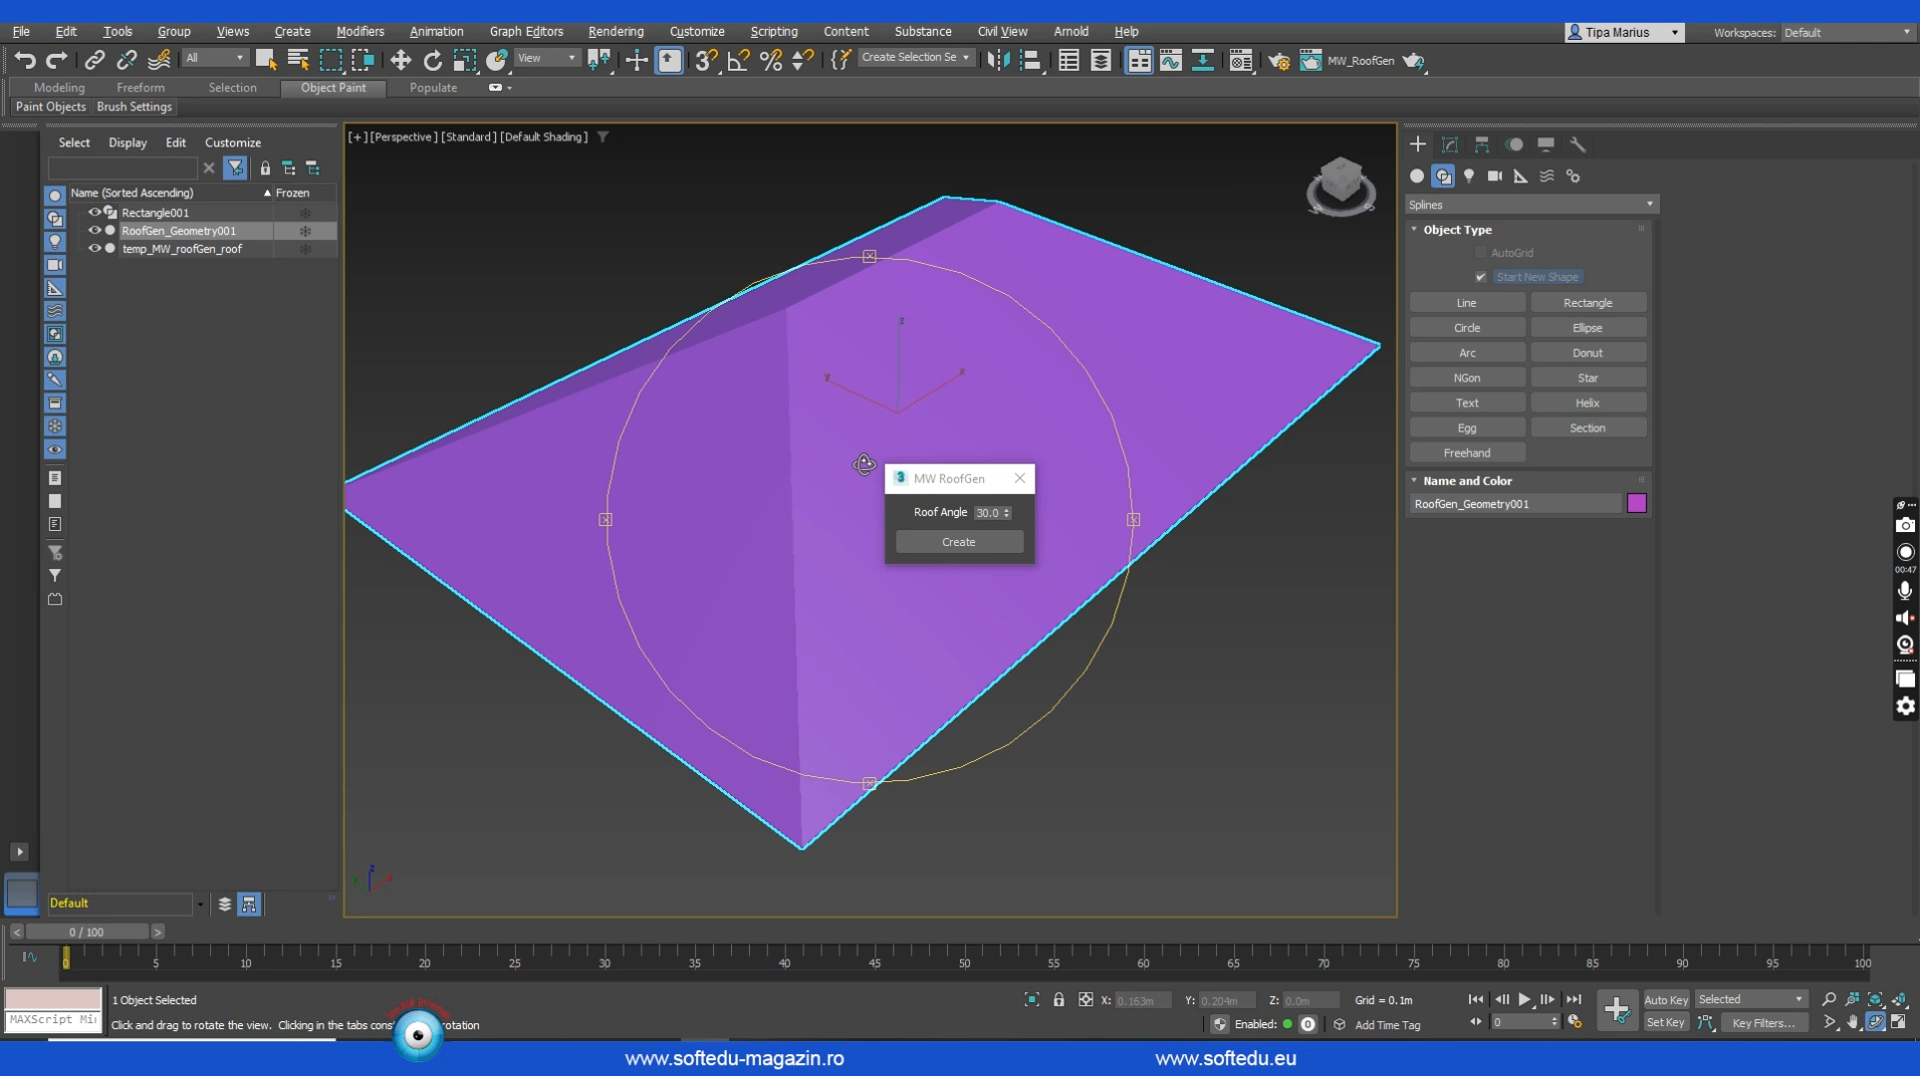 File Edit Tools Group Views Create Modifiers Animation Graph Editors Rendering Customize Scripting Content Substance Civil View Arnold Help Tipa Marius Workspaces: Default
All View Create Selection Se MW_RoofGen
Modeling Freeform Selection Object Paint Populate
Paint Objects Brush Settings
Select Display Edit Customize
[+] [Perspective] [Standard] [Default Shading]
Name (Sorted Ascending) Frozen
Rectangle001
RoofGen_Geometry001
temp_MW_roofGen_roof
Splines
Object Type
AutoGrid
Start New Shape
Line Rectangle
Circle Ellipse
Arc Donut
NGon Star
Text Helix
Egg Section
Freehand
Name and Color
RoofGen_Geometry001
z
y x
3 MW RoofGen
Roof Angle 30.0
Create
00:47
z
Default
< 0 / 100 >
0 5 10 15 20 25 30 35 40 45 50 55 60 65 70 75 80 85 90 95 100
1 Object Selected
X: 0.163m Y: 0.204m Z: 0.0m Grid = 0.1m
Auto Key Selected
MAXScript Mi
Click and drag to rotate the view. Clicking in the tabs cons otation
Enabled: 0 Add Time Tag
0
Set Key Key Filters...
www.softedu-magazin.ro www.softedu.eu